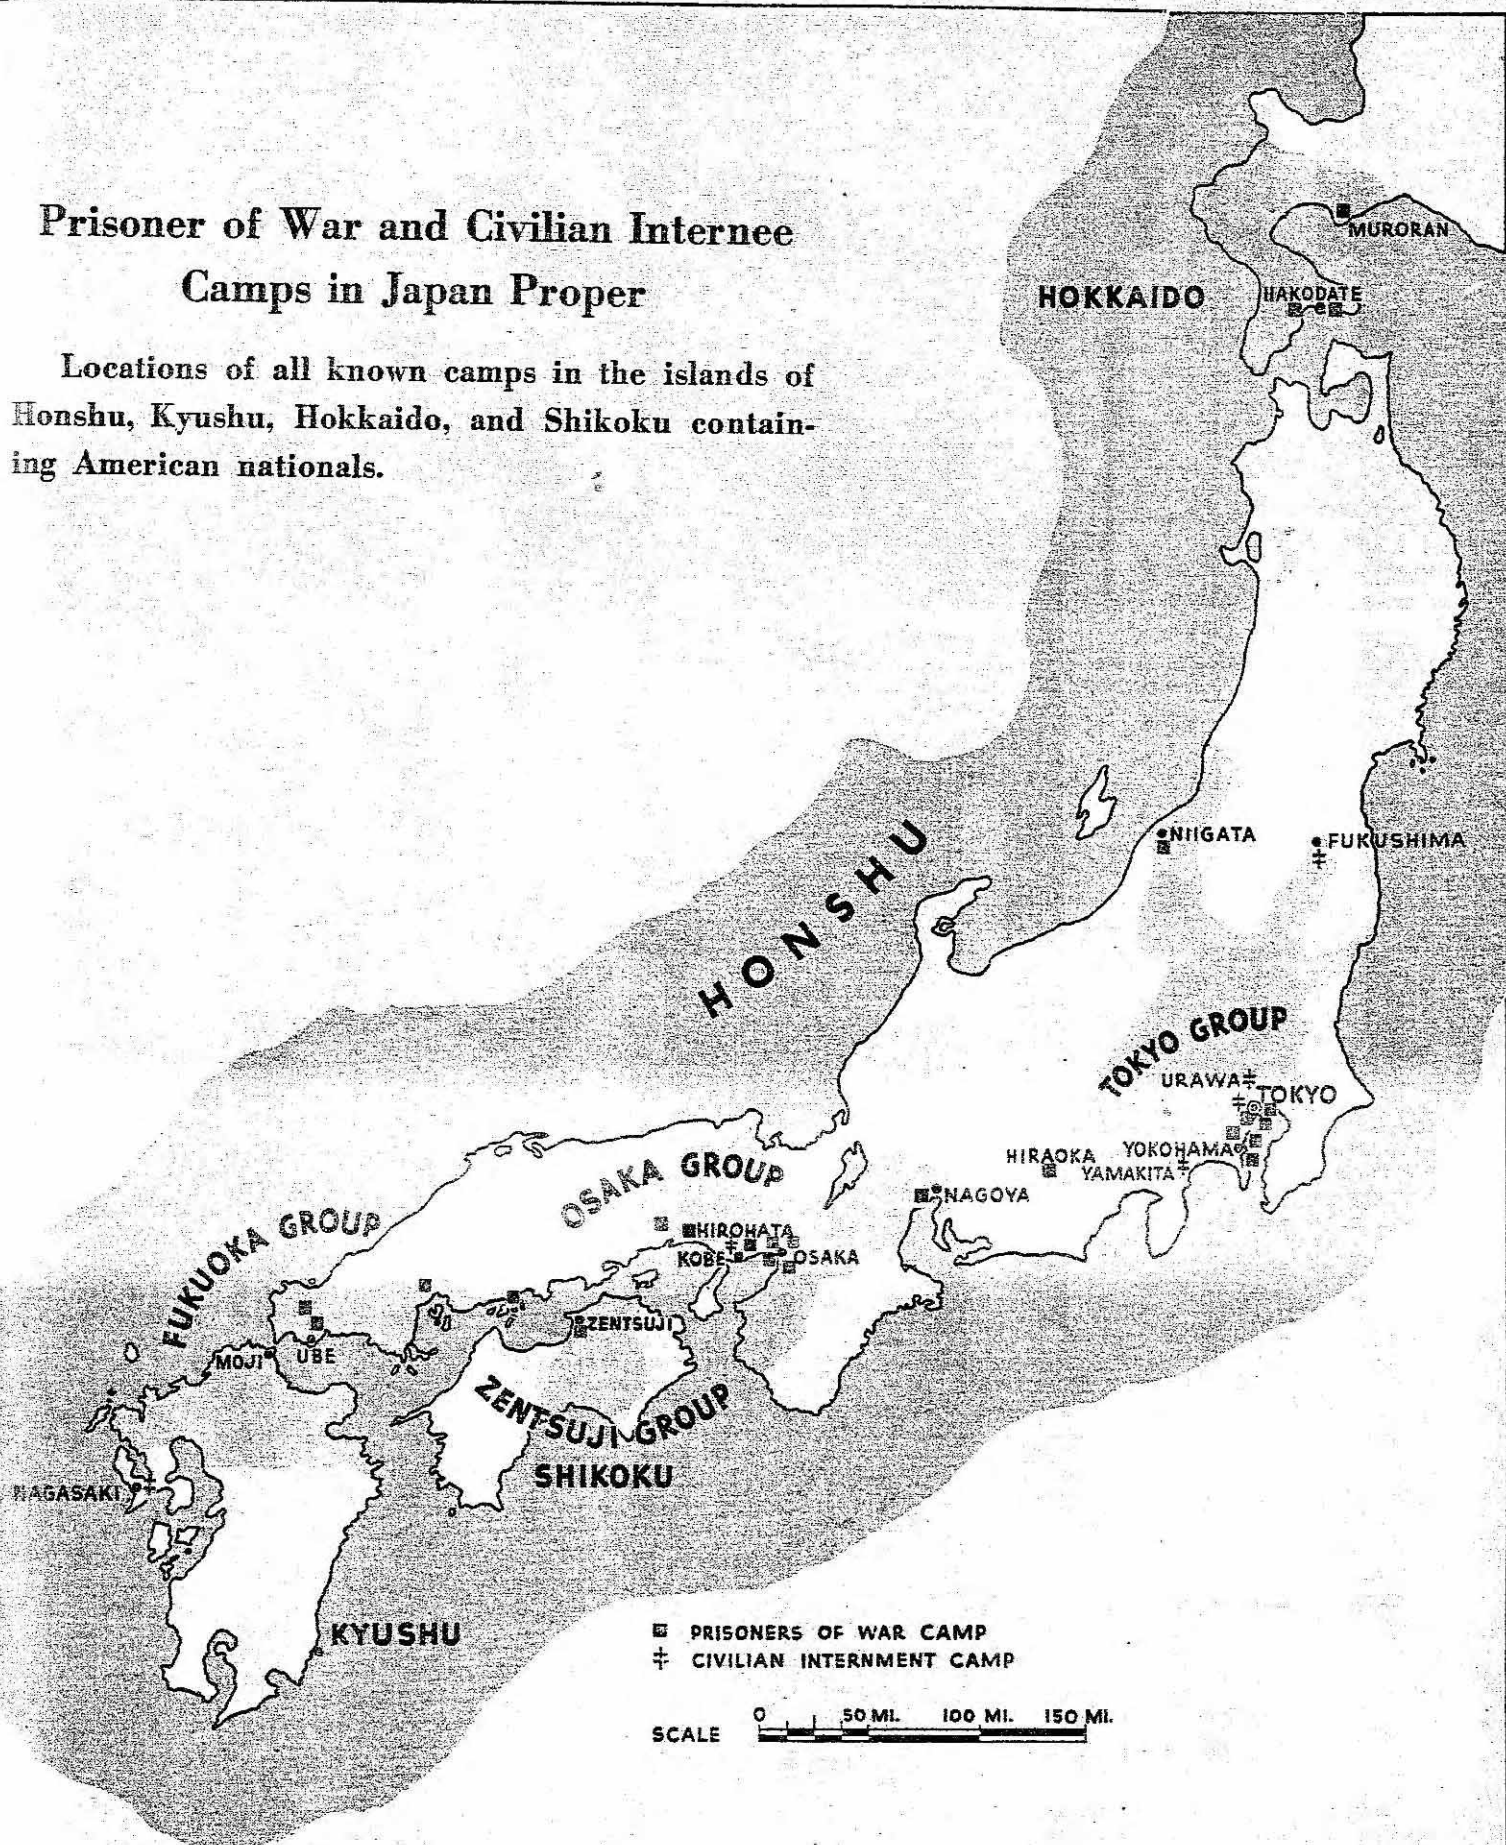 Prisoner of War and Civilian Internee
Camps in Japan Proper
Locations of all known camps in the islands of
Honshu, Kyushu, Hokkaido, and Shikoku contain-
ing American nationals.
MURORAN
HOKKAIDO
HAKODATE
NIIGATA
FUKUSHIMA
HONSHU
TOKYO GROUP
URAWA
TOKYO
HIRAOKA
YOKOHAMA
YAMAKITA
NAGOYA
OSAKA GROUP
HIROHATA
KOBE
OSAKA
FUKUOKA GROUP
ZENTSUJI
MOJI
UBE
ZENTSUJI GROUP
SHIKOKU
NAGASAKI
KYUSHU
PRISONERS OF WAR CAMP
CIVILIAN INTERNMENT CAMP
0 50 MI. 100 MI. 150 MI.
SCALE